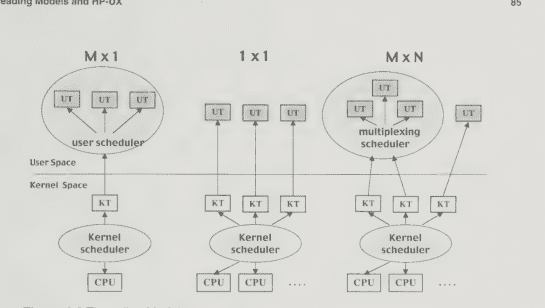 eading Models and HP-UX 85
M x 1 1 x 1 M x N
UT
UT UT UT UT UT UT UT UT UT
user scheduler multiplexing scheduler
User Space
Kernel Space
KT KT KT KT KT KT KT
Kernel scheduler Kernel scheduler Kernel scheduler
CPU CPU CPU .... CPU CPU ....